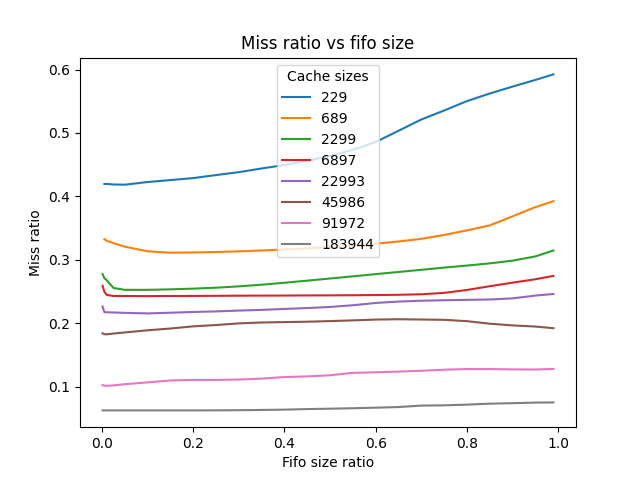 Miss ratio vs fifo size
Cache sizes
229
689
2299
6897
22993
45986
91972
183944
Miss ratio
0.6
0.5
0.4
0.3
0.2
0.1
0.0 0.2 0.4 0.6 0.8 1.0
Fifo size ratio